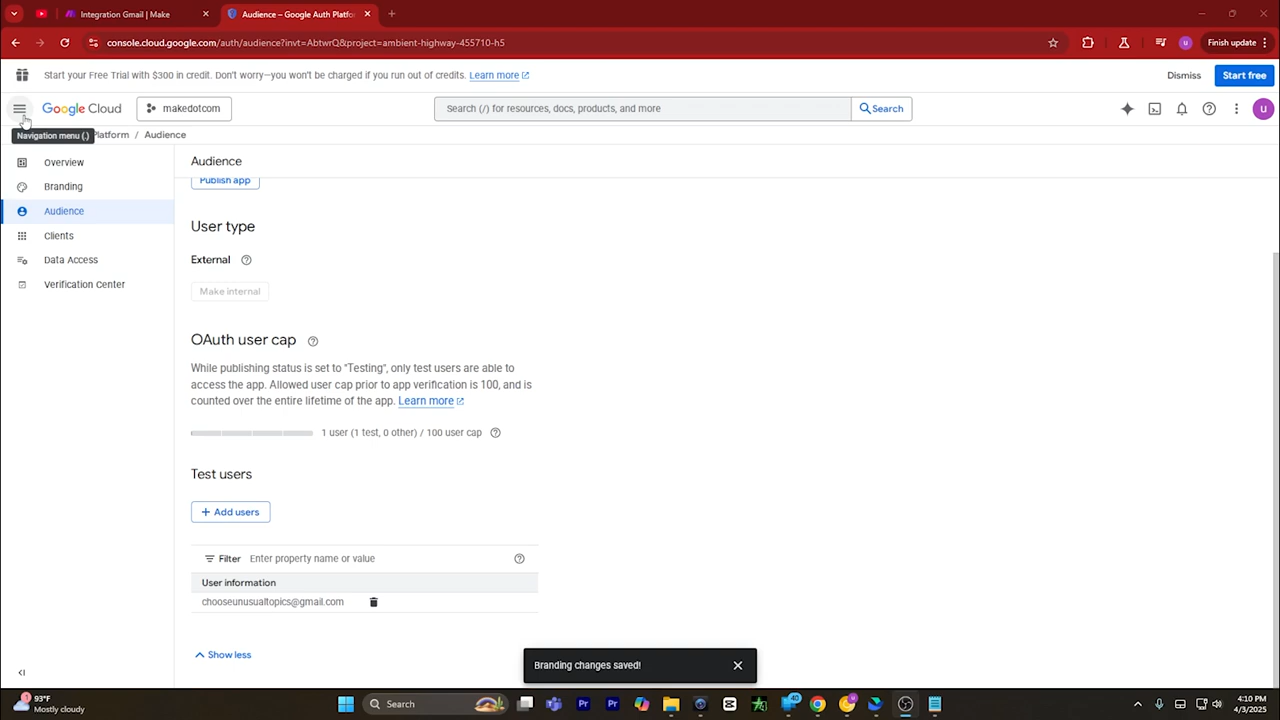 Integration Gmail | Make
Audience – Google Auth Platfo
console.cloud.google.com/auth/audience?invt=AbtwrQ&project=ambient-highway-455710-h5
u
Finish update
Start your Free Trial with $300 in credit. Don't worry—you won't be charged if you run out of credits. Learn more
Dismiss
Start free
Google Cloud
makedotcom
Search (/) for resources, docs, products, and more
Search
u
Navigation menu (.)
Platform / Audience
Overview
Branding
Audience
Clients
Data Access
Verification Center
Audience
Publish app
User type
External
Make internal
OAuth user cap
While publishing status is set to "Testing", only test users are able to
access the app. Allowed user cap prior to app verification is 100, and is
counted over the entire lifetime of the app. Learn more
1 user (1 test, 0 other) / 100 user cap
Test users
+ Add users
Filter Enter property name or value
User information
chooseunusualtopics@gmail.com
Show less
Branding changes saved!
1
93°F
Mostly cloudy
Search
Pr
Pr
40
4:10 PM
4/3/2025